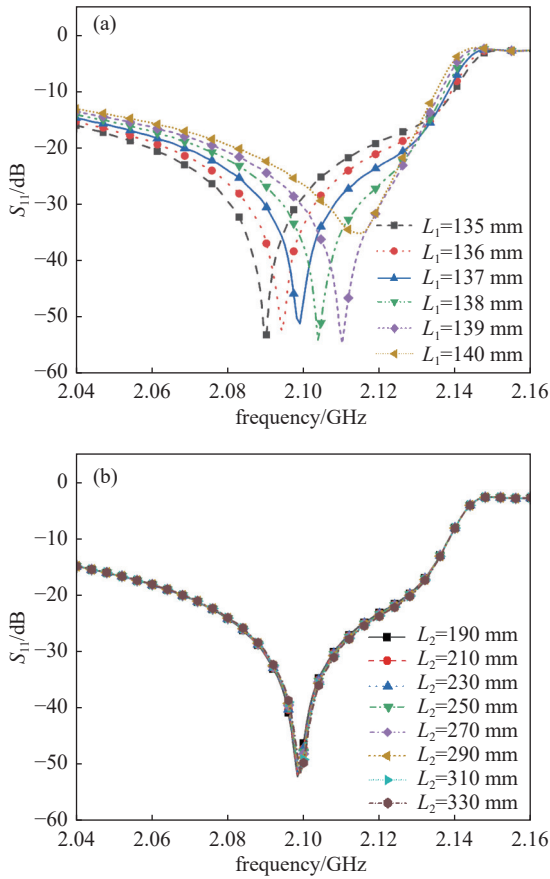 (a)
0
−10
−20
−30
−40
−50
−60
S11/dB
L1=135 mm
L1=136 mm
L1=137 mm
L1=138 mm
L1=139 mm
L1=140 mm
2.04 2.06 2.08 2.10 2.12 2.14 2.16
frequency/GHz
(b)
0
−10
−20
−30
−40
−50
−60
S11/dB
L2=190 mm
L2=210 mm
L2=230 mm
L2=250 mm
L2=270 mm
L2=290 mm
L2=310 mm
L2=330 mm
2.04 2.06 2.08 2.10 2.12 2.14 2.16
frequency/GHz